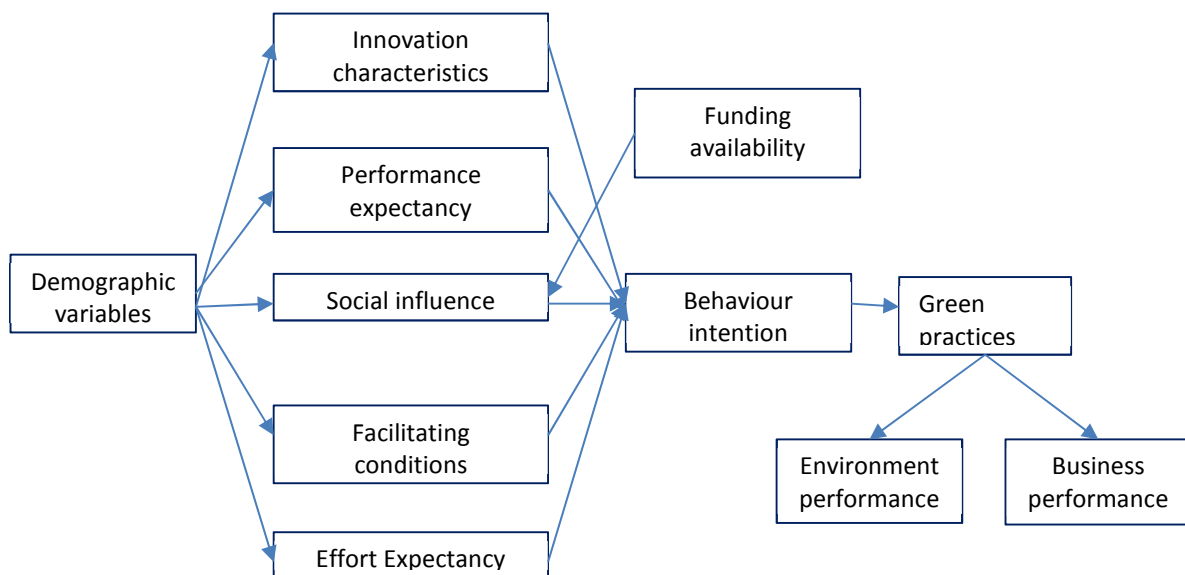 Innovation
characteristics
Funding
availability
Performance
expectancy
Demographic
variables
Social influence
Behaviour
intention
Green
practices
Facilitating
conditions
Environment
performance
Business
performance
Effort Expectancy